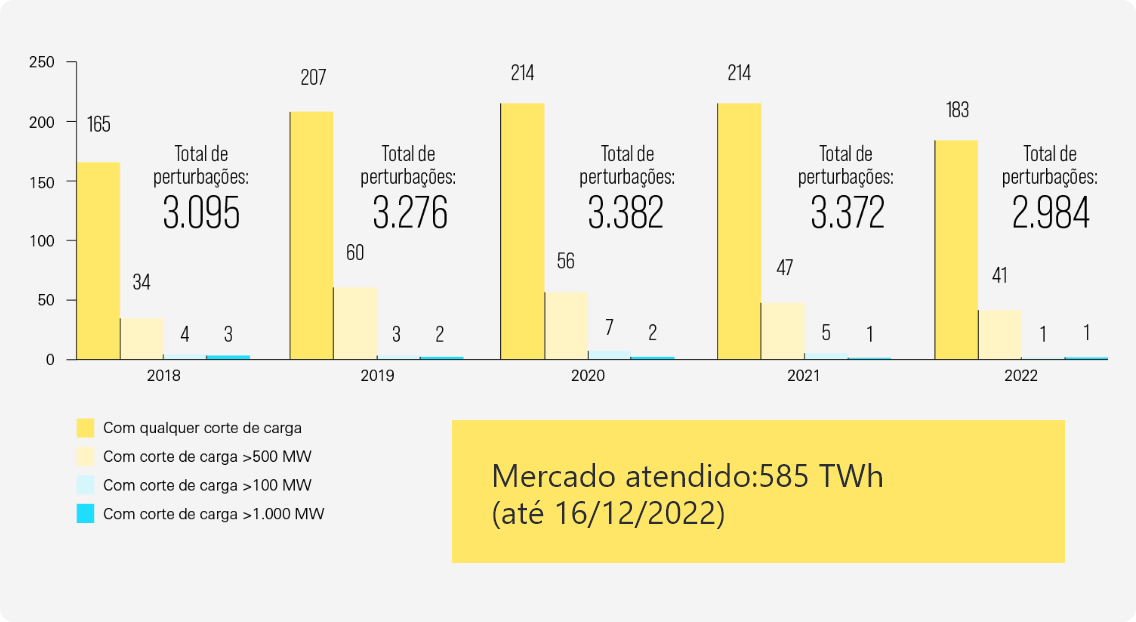 250
200
150
100
50
0
165
34
4
3
Total de
perturbações:
3.095
2018
207
60
3
2
Total de
perturbações:
3.276
2019
214
56
7
2
Total de
perturbações:
3.382
2020
214
47
5
1
Total de
perturbações:
3.372
2021
183
41
1
1
Total de
perturbações:
2.984
2022
Com qualquer corte de carga
Com corte de carga >500 MW
Com corte de carga >100 MW
Com corte de carga >1.000 MW
Mercado atendido:585 TWh
(até 16/12/2022)